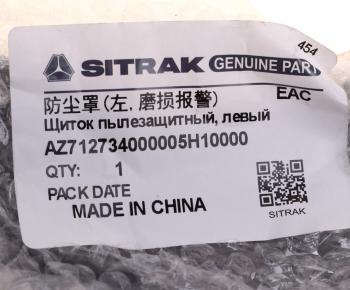 454
SITRAK GENUINE PART
EAC
防尘罩(左,磨损报警)
Щиток пылезащитный, левый
AZ712734000005H10000
QTY: 1
PACK DATE
MADE IN CHINA
SITRAK